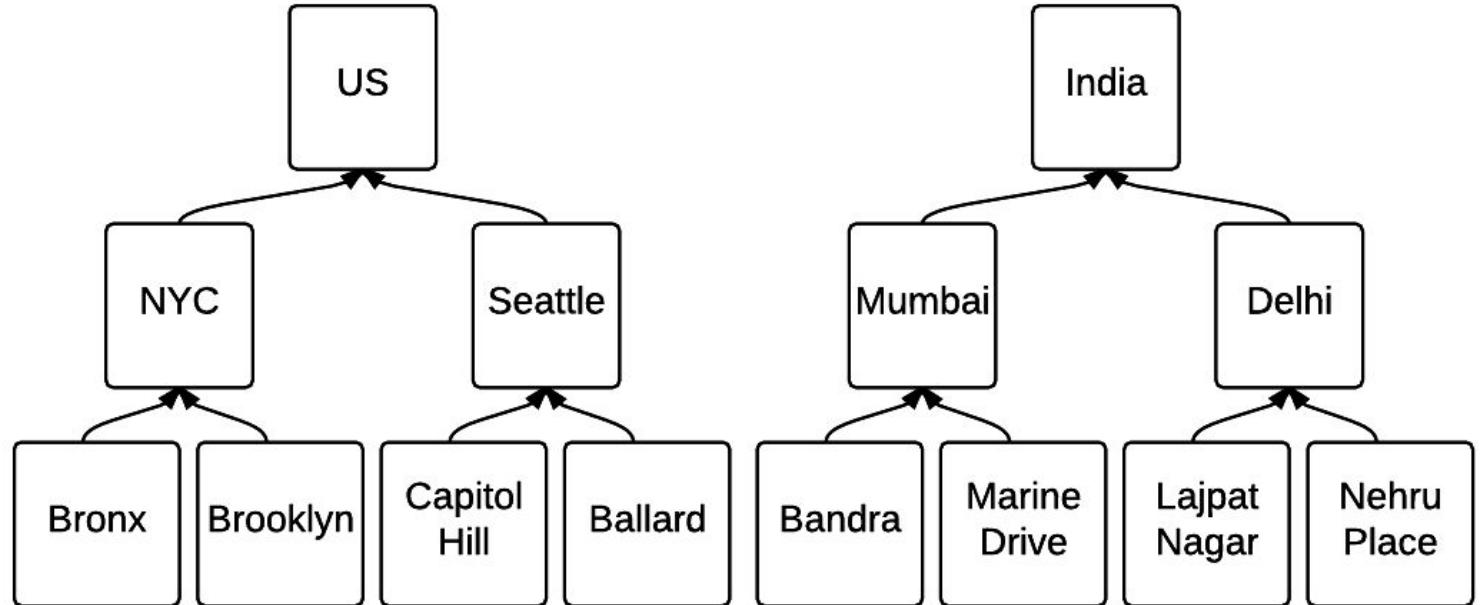 US
India
NYC
Seattle
Mumbai
Delhi
Bronx
Brooklyn
Capitol
Hill
Ballard
Bandra
Marine
Drive
Lajpat
Nagar
Nehru
Place